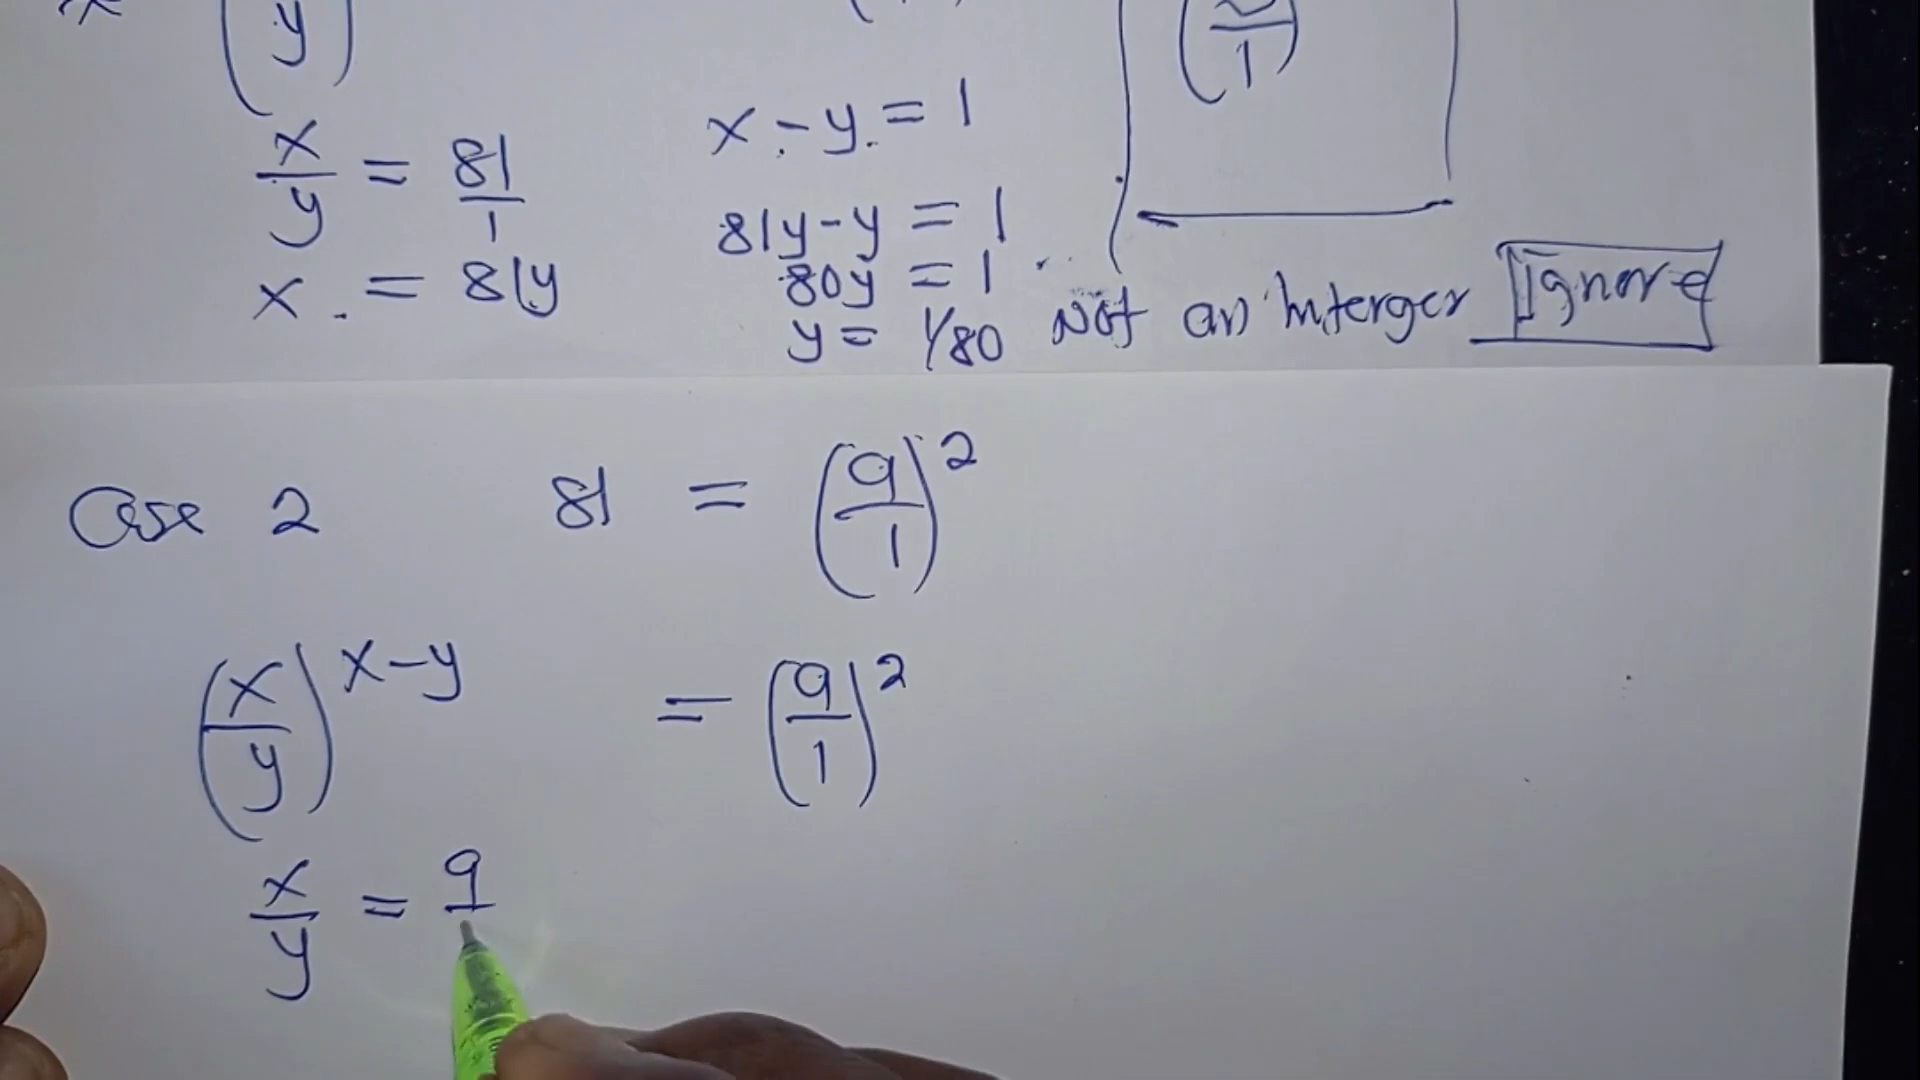 x/y = 81/1
x = 81y
x - y = 1
81y - y = 1
80y = 1
y = 1/80 Not an Interger Ignore
Case 2 81 = (9/1)^2
(x/y)^x-y = (9/1)^2
x/y = 9